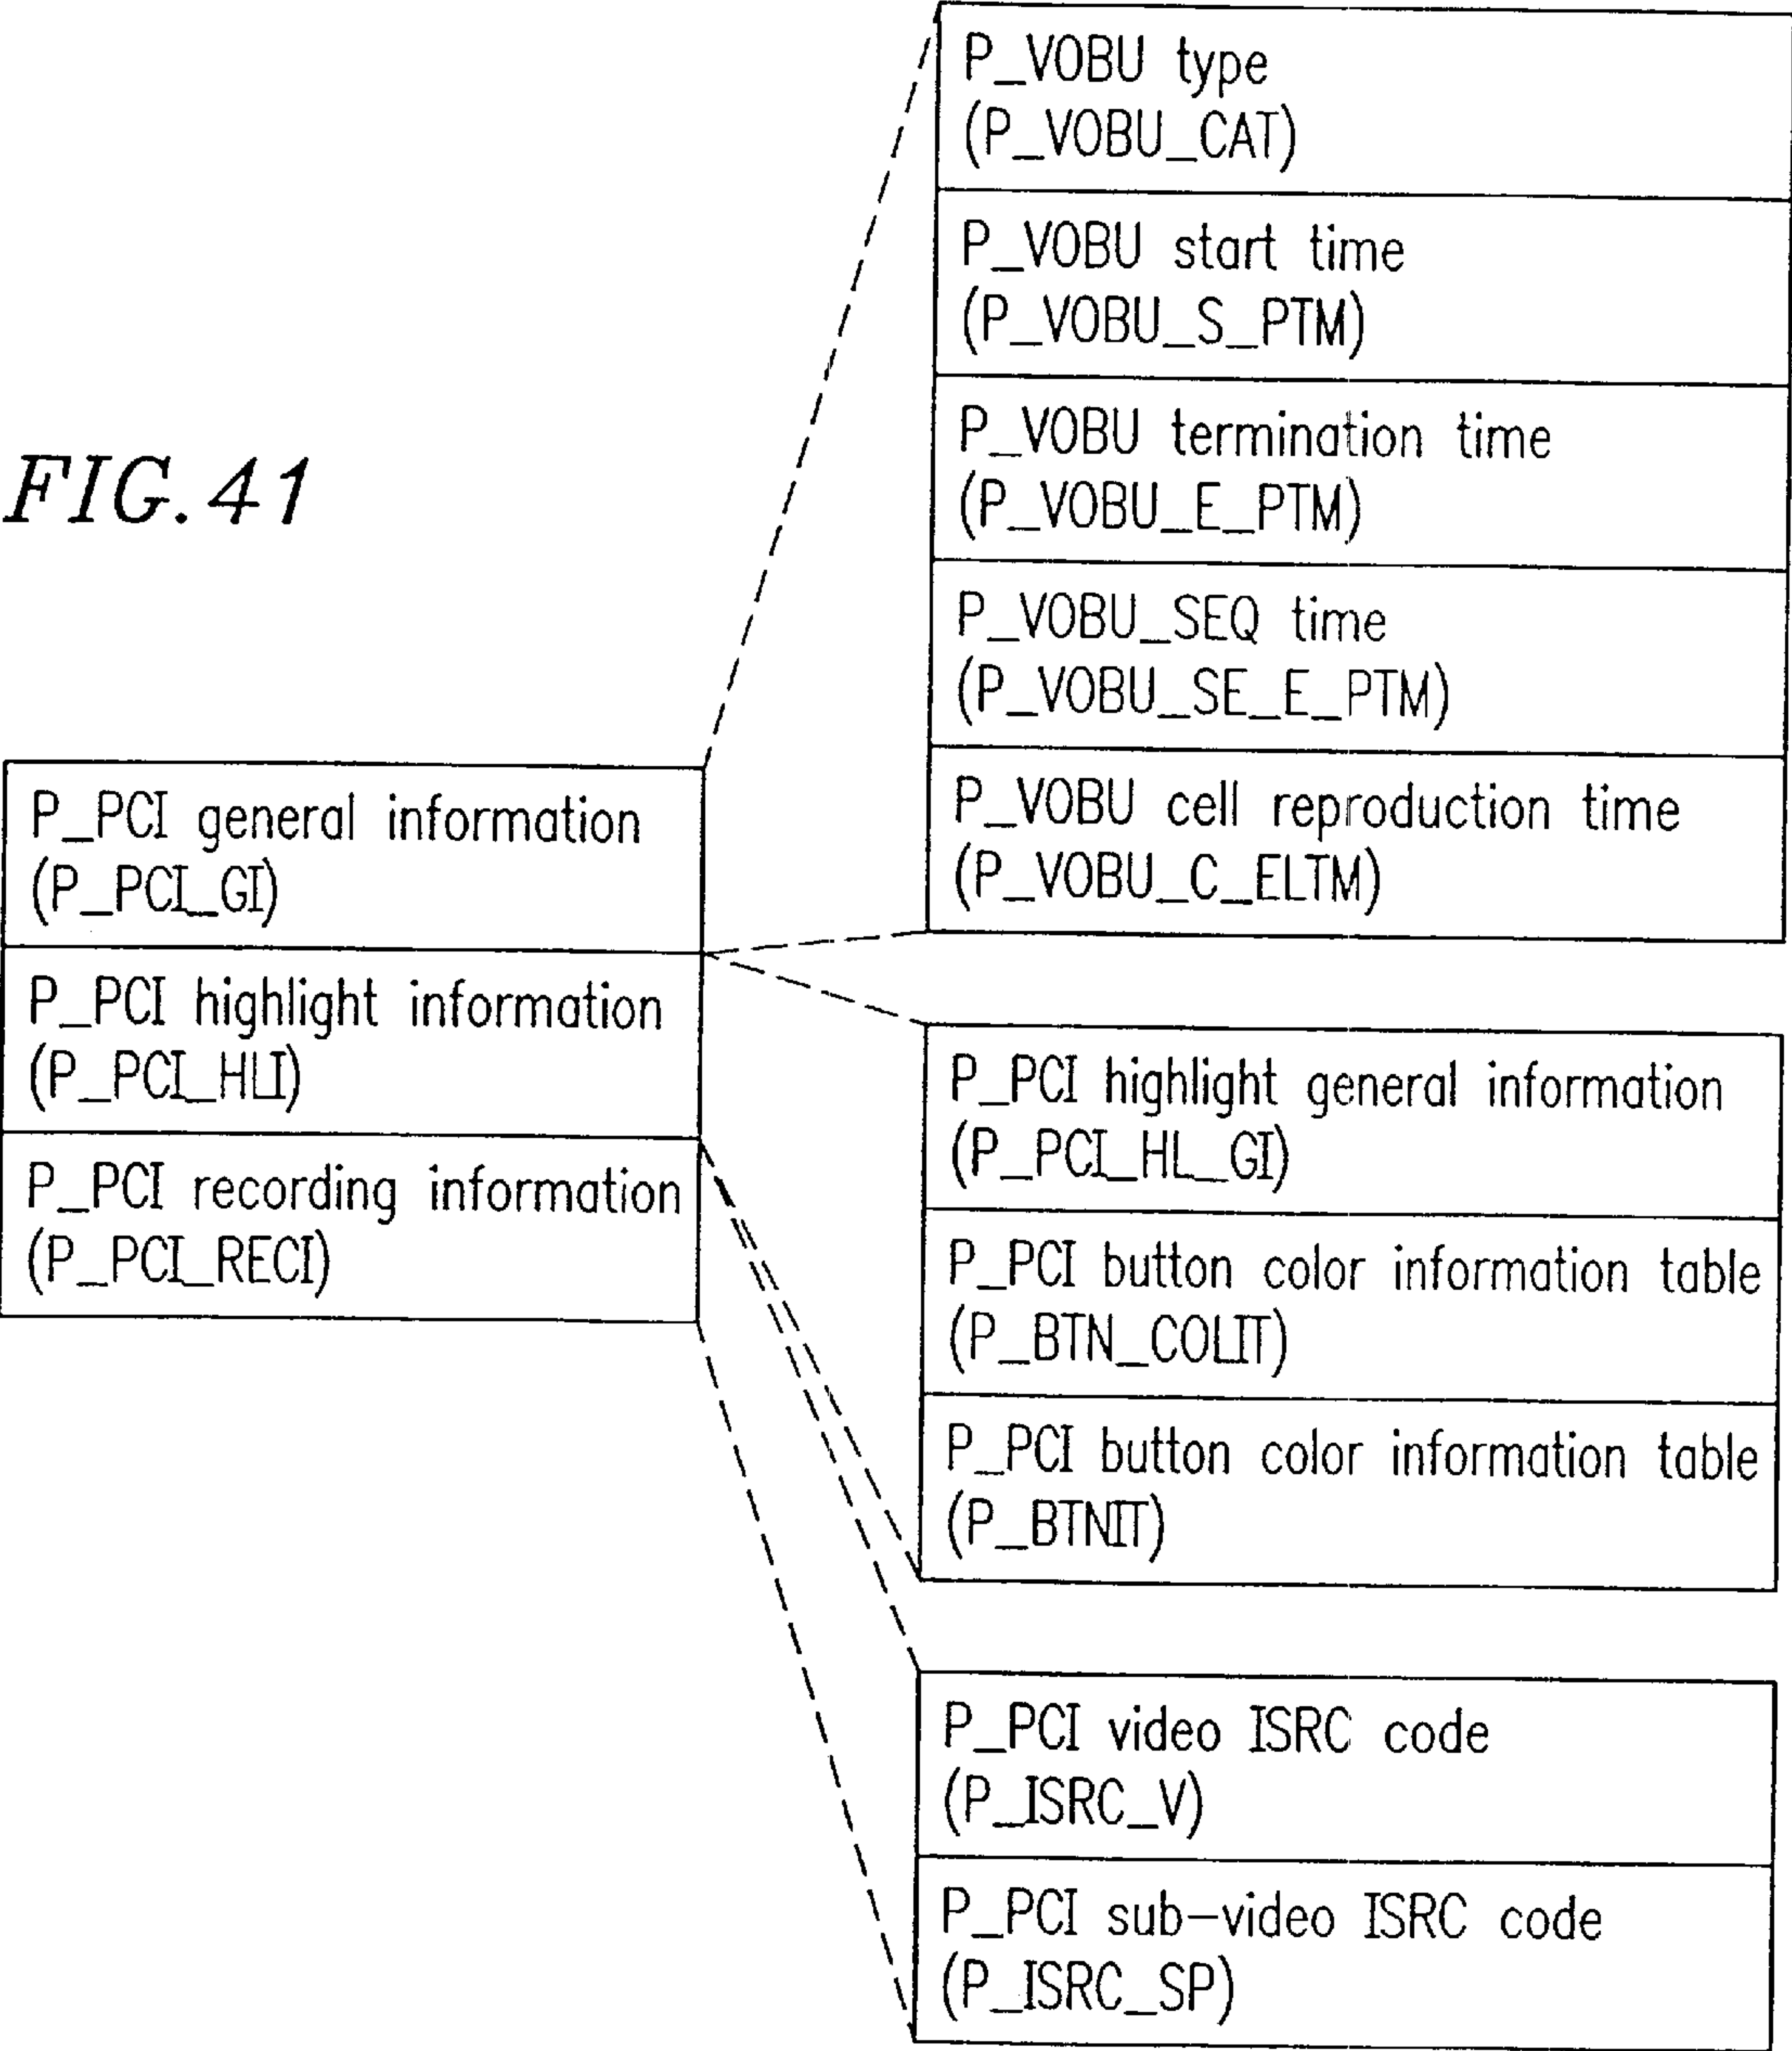 FIG.41
P_PCI general information
(P_PCI_GI)
P_PCI highlight information
(P_PCI_HLI)
P_PCI recording information
(P_PCI_RECI)
P_VOBU type
(P_VOBU_CAT)
P_VOBU start time
(P_VOBU_S_PTM)
P_VOBU termination time
(P_VOBU_E_PTM)
P_VOBU_SEQ time
(P_VOBU_SE_E_PTM)
P_VOBU cell reproduction time
(P_VOBU_C_ELTM)
P_PCI highlight general information
(P_PCI_HL_GI)
P_PCI button color information table
(P_BTN_COLIT)
P_PCI button color information table
(P_BTNIT)
P_PCI video ISRC code
(P_ISRC_V)
P_PCI sub-video ISRC code
(P_ISRC_SP)